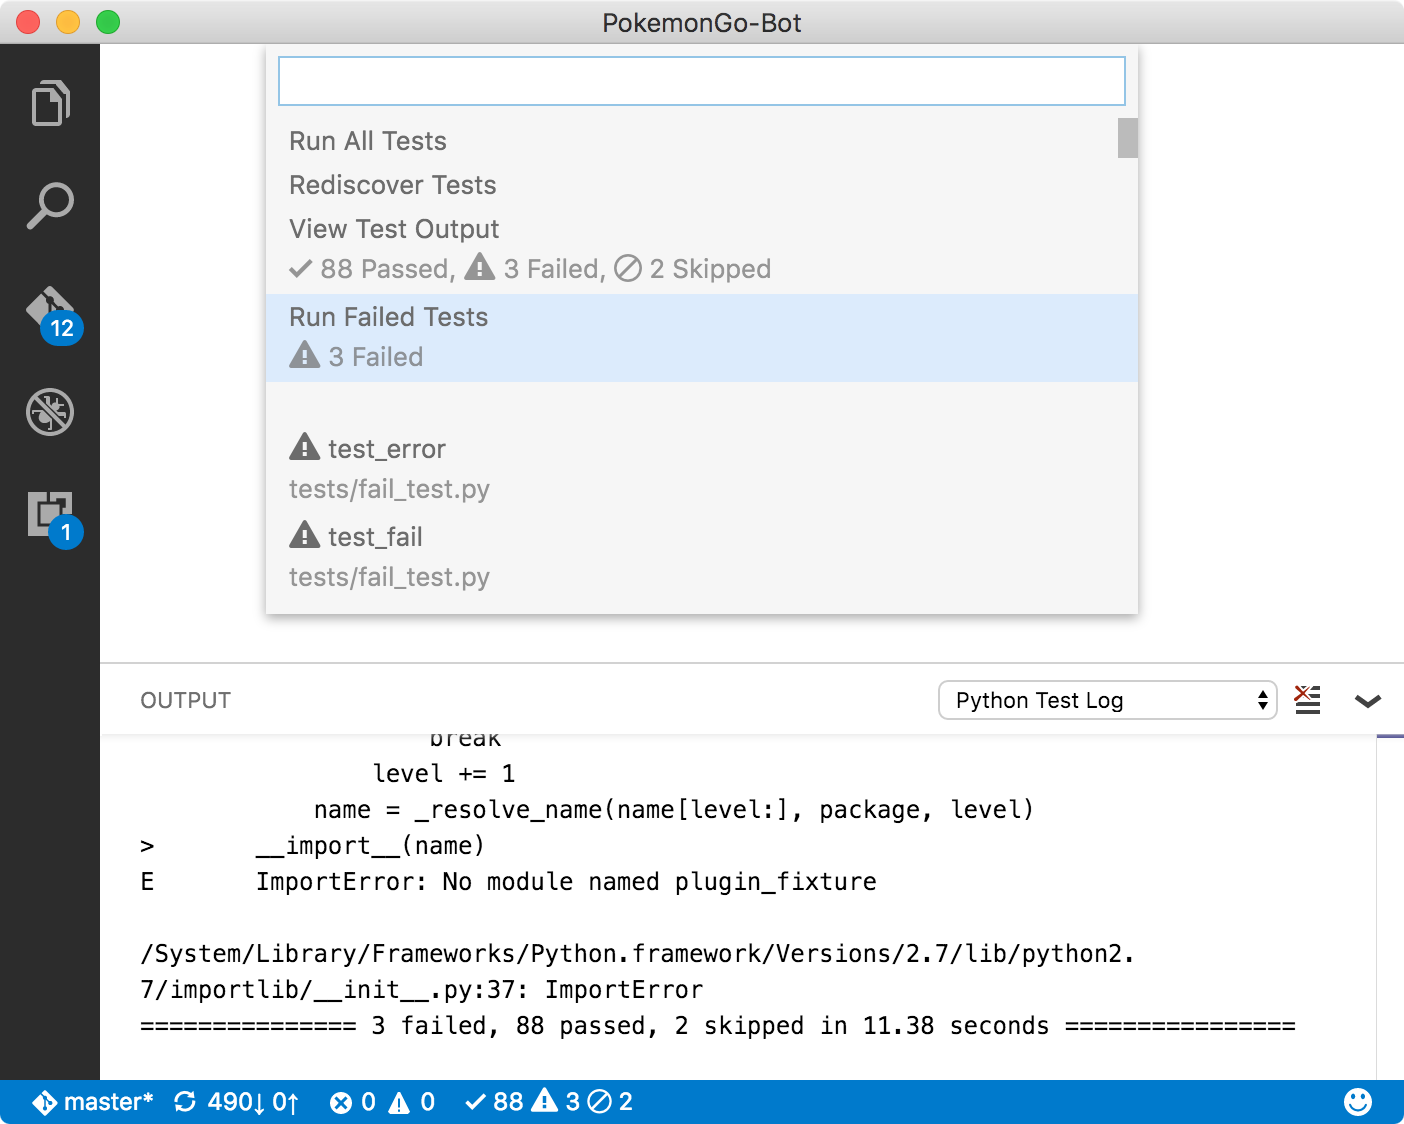 PokemonGo-Bot
Run All Tests
Rediscover Tests
View Test Output
88 Passed, 3 Failed, 2 Skipped
Run Failed Tests
3 Failed
12
1
test_error
tests/fail_test.py
test_fail
tests/fail_test.py
OUTPUT
Python Test Log
break
level += 1
name = _resolve_name(name[level:], package, level)
> __import__(name)
E ImportError: No module named plugin_fixture
/System/Library/Frameworks/Python.framework/Versions/2.7/lib/python2.
7/importlib/__init__.py:37: ImportError
=============== 3 failed, 88 passed, 2 skipped in 11.38 seconds ================
master* 490↓ 0↑ 0 0 88 3 2